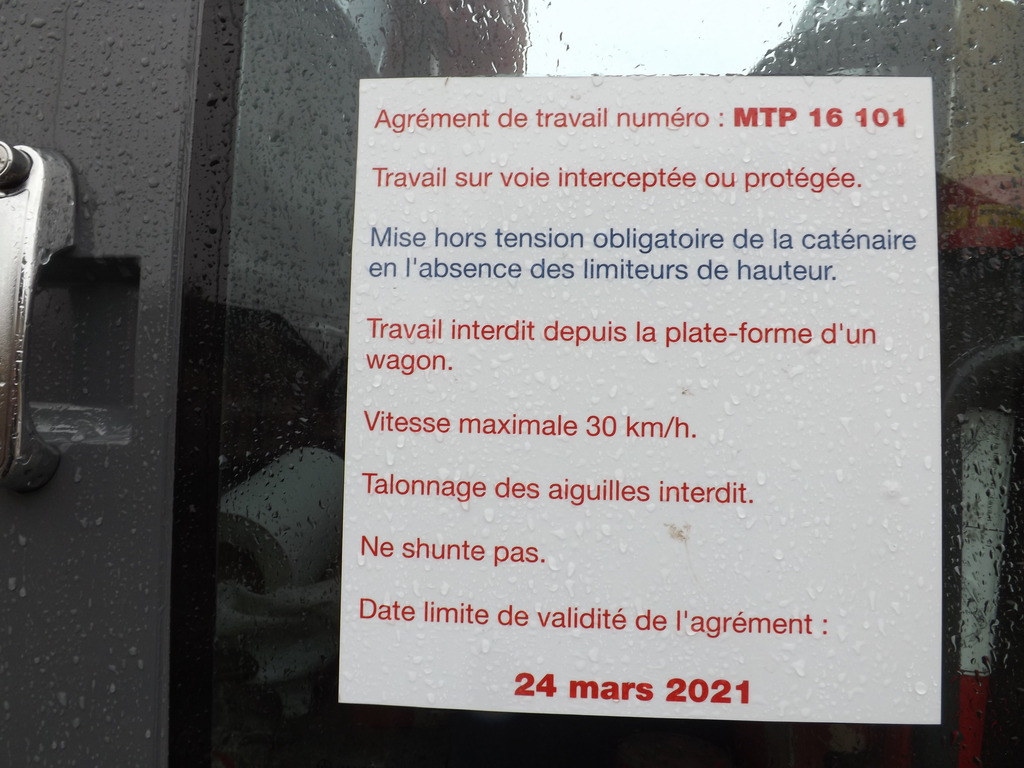 Agrément de travail numéro : MTP 16 101
Travail sur voie interceptée ou protégée.
Mise hors tension obligatoire de la caténaire
en l'absence des limiteurs de hauteur.
Travail interdit depuis la plate-forme d'un
wagon.
Vitesse maximale 30 km/h.
Talonnage des aiguilles interdit.
Ne shunte pas.
Date limite de validité de l'agrément :
24 mars 2021